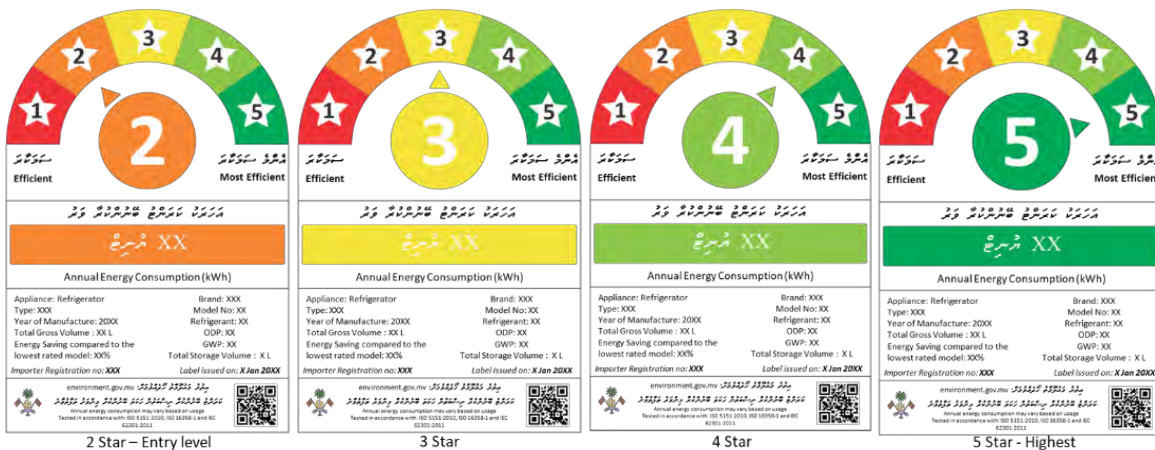 1
2
3
4
5
2
Efficient
Most Efficient
އަހަރަކު ކަރަންޓު ބޭނުންކުރާ ވަރު
XX ޔުނިޓް
Annual Energy Consumption (kWh)
Appliance: Refrigerator Brand: XXX
Type: XXX Model No: XX
Year of Manufacture: 20XX Refrigerant: XX
Total Gross Volume : XX L ODP: XX
Energy Saving compared to the GWP: XX
lowest rated model: XX% Total Storage Volume : X L
Importer Registration no: XXX Label issued on: X Jan 20XX
environment.gov.mv
Annual energy consumption may vary based on usage
Tested in accordance with: ISO 5151:2010, ISO 16358-1 and IEC
62301:2011
2 Star – Entry level
1
2
3
4
5
3
Efficient
Most Efficient
އަހަރަކު ކަރަންޓު ބޭނުންކުރާ ވަރު
XX ޔުނިޓް
Annual Energy Consumption (kWh)
Appliance: Refrigerator Brand: XXX
Type: XXX Model No: XX
Year of Manufacture: 20XX Refrigerant: XX
Total Gross Volume : XX L ODP: XX
Energy Saving compared to the GWP: XX
lowest rated model: XX% Total Storage Volume : X L
Importer Registration no: XXX Label issued on: X Jan 20XX
environment.gov.mv
Annual energy consumption may vary based on usage
Tested in accordance with: ISO 5151:2010, ISO 16358-1 and IEC
62301:2011
3 Star
1
2
3
4
5
4
Efficient
Most Efficient
އަހަރަކު ކަރަންޓު ބޭނުންކުރާ ވަރު
XX ޔުނިޓް
Annual Energy Consumption (kWh)
Appliance: Refrigerator Brand: XXX
Type: XXX Model No: XX
Year of Manufacture: 20XX Refrigerant: XX
Total Gross Volume : XX L ODP: XX
Energy Saving compared to the GWP: XX
lowest rated model: XX% Total Storage Volume : X L
Importer Registration no: XXX Label issued on: X Jan 20XX
environment.gov.mv
Annual energy consumption may vary based on usage
Tested in accordance with: ISO 5151:2010, ISO 16358-1 and IEC
62301:2011
4 Star
1
2
3
4
5
5
Efficient
Most Efficient
އަހަރަކު ކަރަންޓު ބޭނުންކުރާ ވަރު
XX ޔުނިޓް
Annual Energy Consumption (kWh)
Appliance: Refrigerator Brand: XXX
Type: XXX Model No: XX
Year of Manufacture: 20XX Refrigerant: XX
Total Gross Volume : XX L ODP: XX
Energy Saving compared to the GWP: XX
lowest rated model: XX% Total Storage Volume : X L
Importer Registration no: XXX Label issued on: X Jan 20XX
environment.gov.mv
Annual energy consumption may vary based on usage
Tested in accordance with: ISO 5151:2010, ISO 16358-1 and IEC
62301:2011
5 Star - Highest